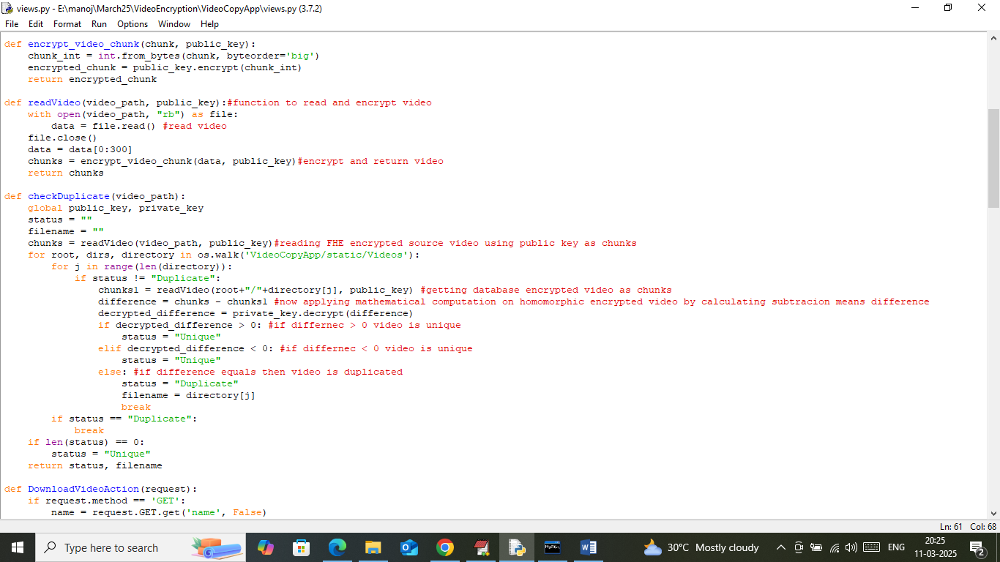 views.py - E:\manoj\March25\VideoEncryption\VideoCopyApp\views.py (3.7.2)
File Edit Format Run Options Window Help
def encrypt_video_chunk(chunk, public_key):
    chunk_int = int.from_bytes(chunk, byteorder='big')
    encrypted_chunk = public_key.encrypt(chunk_int)
    return encrypted_chunk
def readVideo(video_path, public_key):#function to read and encrypt video
    with open(video_path, "rb") as file:
        data = file.read() #read video
    file.close()
    data = data[0:300]
    chunks = encrypt_video_chunk(data, public_key)#encrypt and return video
    return chunks
def checkDuplicate(video_path):
    global public_key, private_key
    status = ""
    filename = ""
    chunks = readVideo(video_path, public_key)#reading FHE encrypted source video using public key as chunks
    for root, dirs, directory in os.walk('VideoCopyApp/static/Videos'):
        for j in range(len(directory)):
            if status != "Duplicate":
                chunks1 = readVideo(root+"/"+directory[j], public_key) #getting database encrypted video as chunks
                difference = chunks - chunks1 #now applying mathematical computation on homomorphic encrypted video by calculating subtracion means difference
                decrypted_difference = private_key.decrypt(difference)
                if decrypted_difference > 0: #if differnec > 0 video is unique
                    status = "Unique"
                elif decrypted_difference < 0: #if differnec < 0 video is unique
                    status = "Unique"
                else: #if difference equals then video is duplicated
                    status = "Duplicate"
                    filename = directory[j]
                    break
        if status == "Duplicate":
            break
    if len(status) == 0:
        status = "Unique"
    return status, filename
def DownloadVideoAction(request):
    if request.method == 'GET':
        name = request.GET.get('name', False)
Ln: 61 Col: 68
Type here to search
MySQL
30°C Mostly cloudy
ENG
20:25
11-03-2025
2